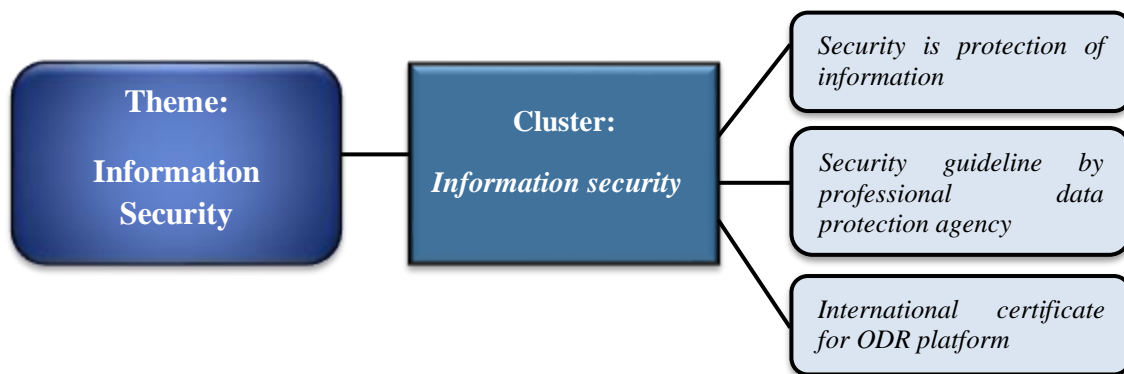 Theme:
Information
Security
Cluster:
Information security
Security is protection of
information
Security guideline by
professional data
protection agency
International certificate
for ODR platform